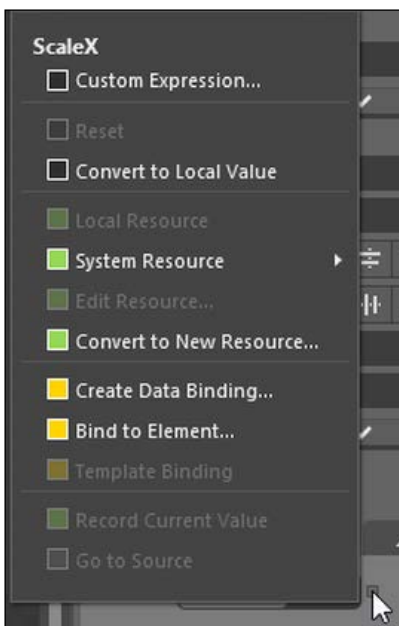 ScaleX
Custom Expression...
Reset
Convert to Local Value
Local Resource
System Resource
Edit Resource...
Convert to New Resource...
Create Data Binding...
Bind to Element...
Template Binding
Record Current Value
Go to Source